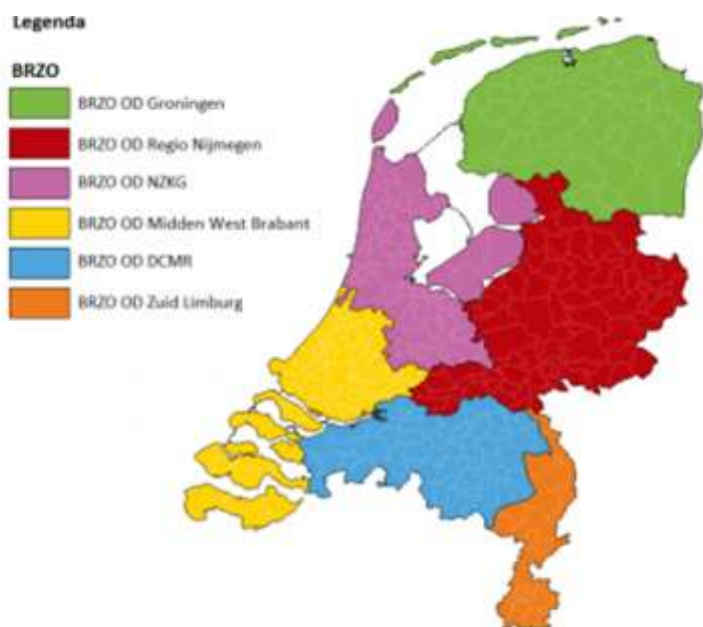 Legenda
BRZO
BRZO OD Groningen
BRZO OD Regio Nijmegen
BRZO OD NZKG
BRZO OD Midden West Brabant
BRZO OD DCMR
BRZO OD Zuid Limburg